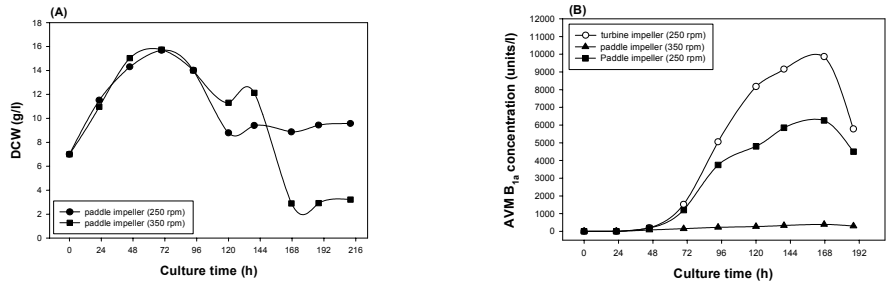 (A)
18
16
14
12
10
8
6
4
2
0
DCW (g/l)
paddle impeller (250 rpm)
paddle impeller (350 rpm)
0 24 48 72 96 120 144 168 192 216
Culture time (h)
(B)
12000
11000
10000
9000
8000
7000
6000
5000
4000
3000
2000
1000
0
AVM B1a concentration (units/l)
turbine impeller (250 rpm)
paddle impeller (350 rpm)
Paddle impeller (250 rpm)
0 24 48 72 96 120 144 168 192
Culture time (h)